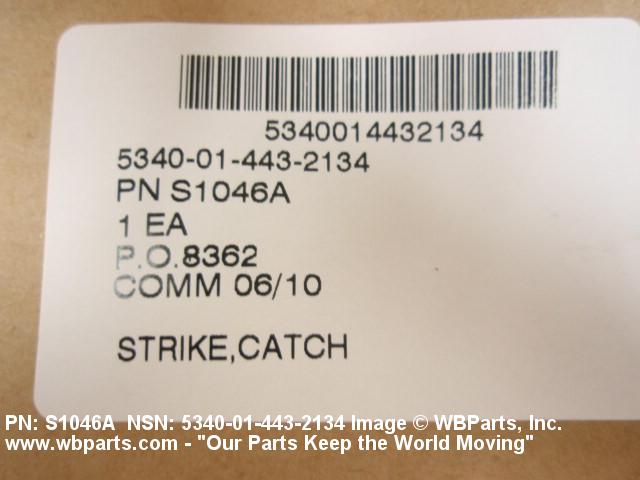 5340014432134
5340-01-443-2134
PN S1046A
1 EA
P.O.8362
COMM 06/10
STRIKE,CATCH
PN: S1046A  NSN: 5340-01-443-2134 Image © WBParts, Inc.
www.wbparts.com - "Our Parts Keep the World Moving"